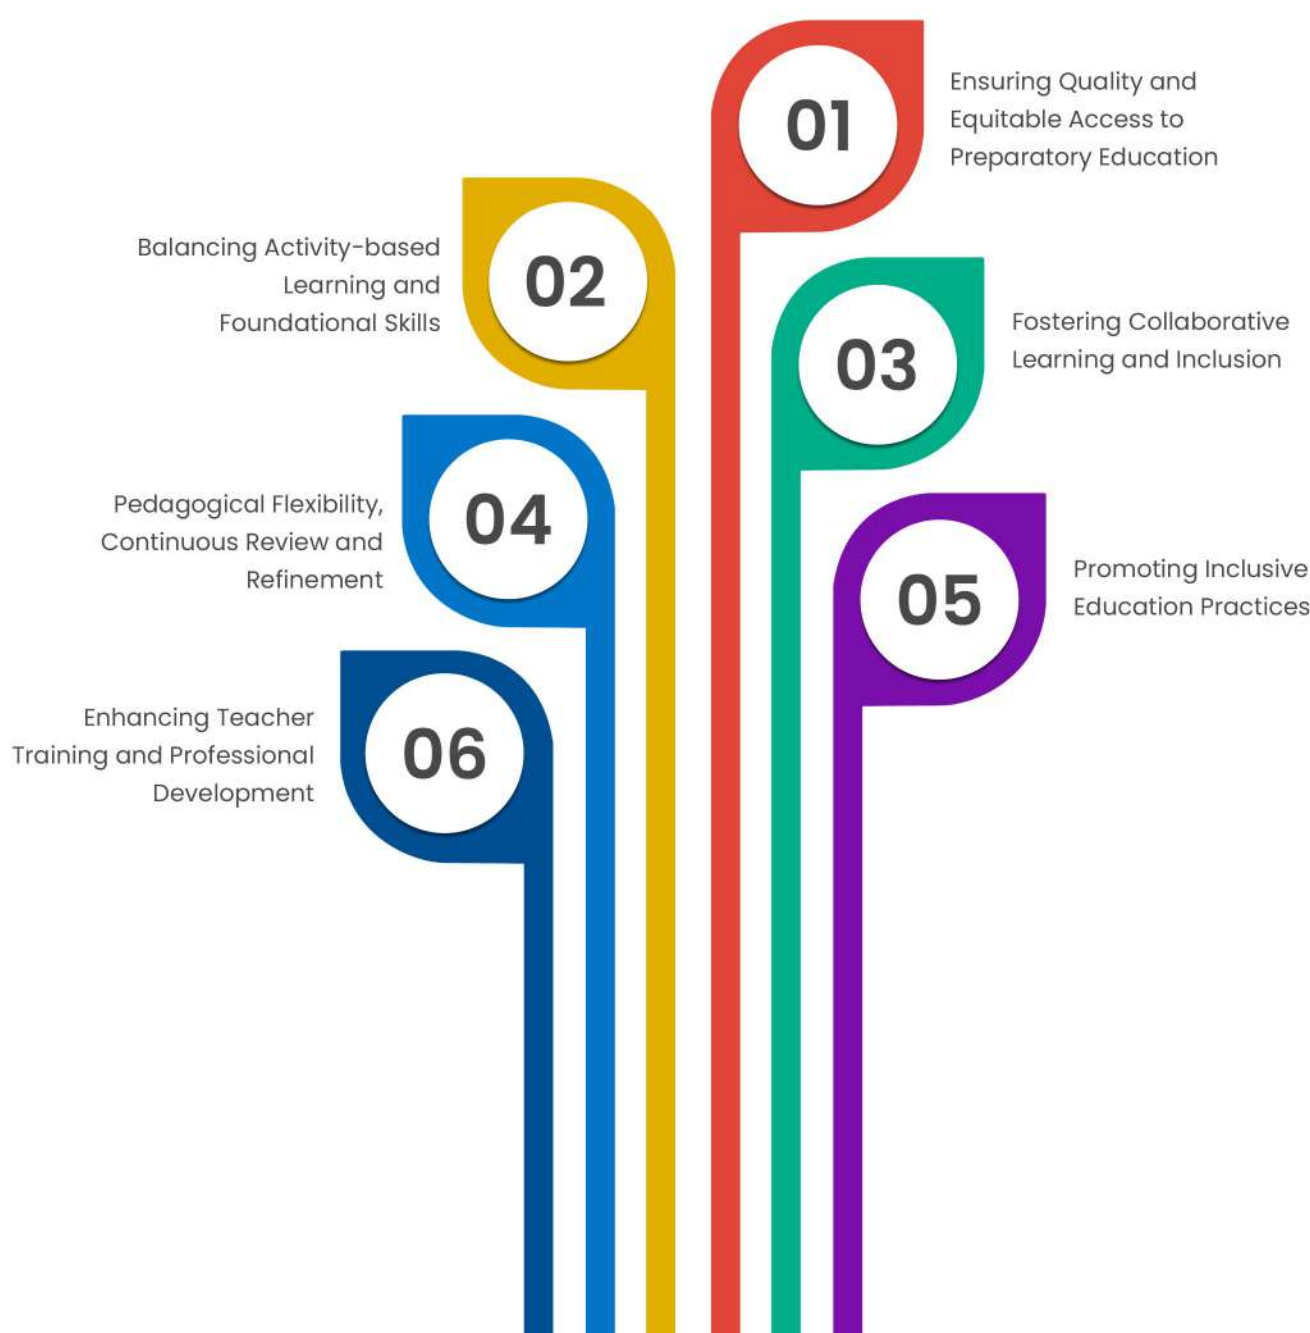 01
Ensuring Quality and
Equitable Access to
Preparatory Education
02
Balancing Activity-based
Learning and
Foundational Skills
03
Fostering Collaborative
Learning and Inclusion
04
Pedagogical Flexibility,
Continuous Review and
Refinement
05
Promoting Inclusive
Education Practices
06
Enhancing Teacher
Training and Professional
Development